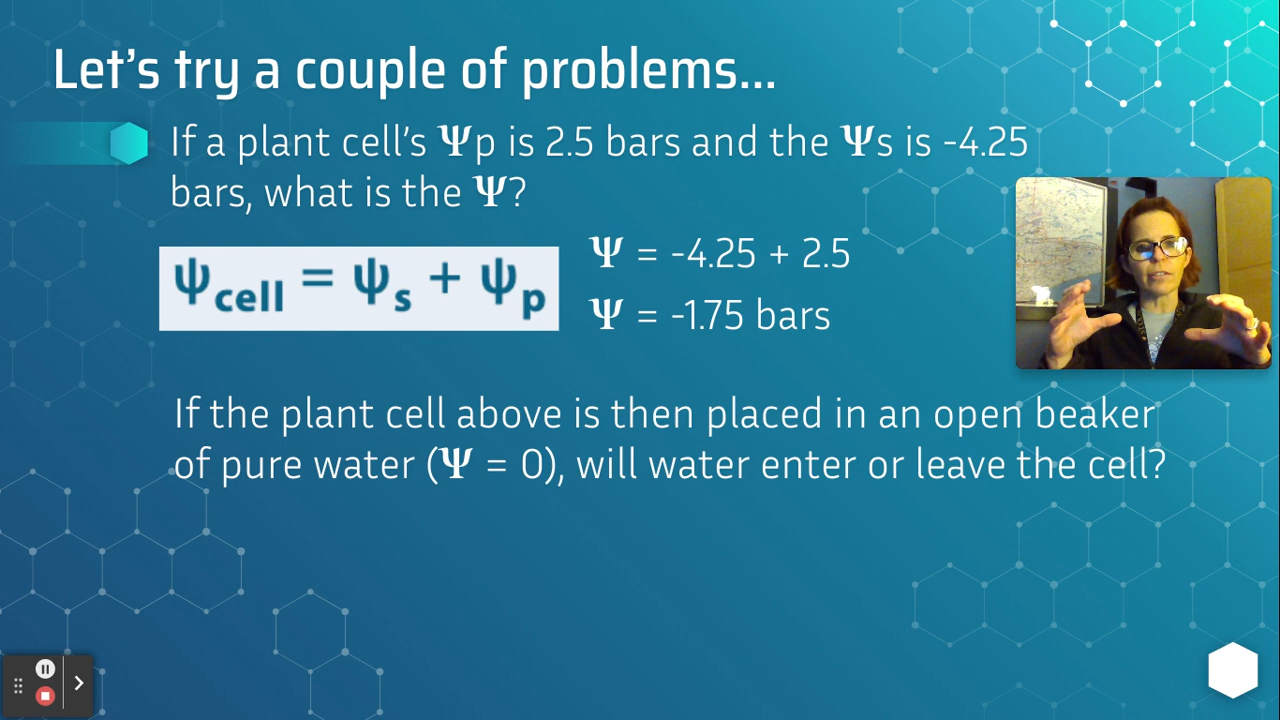 Let's try a couple of problems...
If a plant cell's Ψp is 2.5 bars and the Ψs is -4.25
bars, what is the Ψ?
ψcell = ψs + ψp
Ψ = -4.25 + 2.5
Ψ = -1.75 bars
If the plant cell above is then placed in an open beaker
of pure water (Ψ = 0), will water enter or leave the cell?